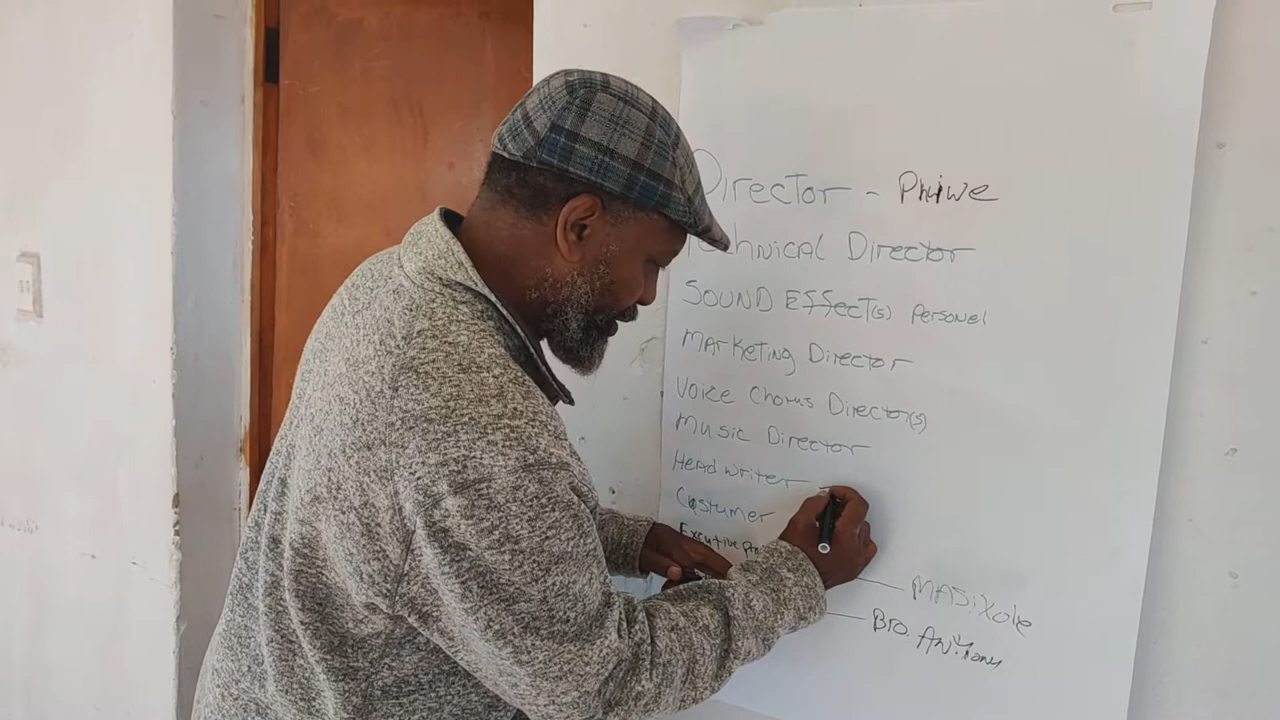 Director - Phiwe
Technical Director
SOUND Effect(s) Personel
Marketing Director
Voice Chorus Director(s)
Music Director
Head writer -
Costumer
Excutive
MASiXole
Bro. Anthony